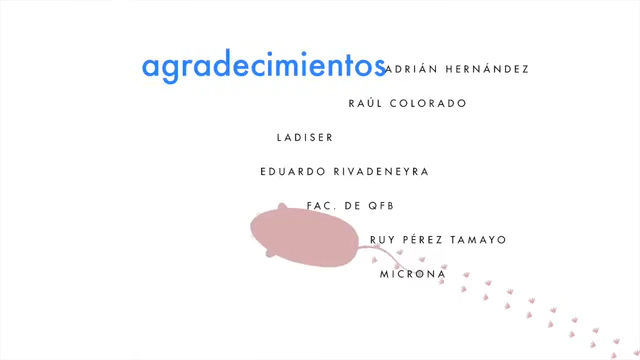 agradecimientos
ADRIÁN HERNÁNDEZ
RAÚL COLORADO
LADISER
EDUARDO RIVADENEYRA
FAC. DE QFB
RUY PÉREZ TAMAYO
MICRONA